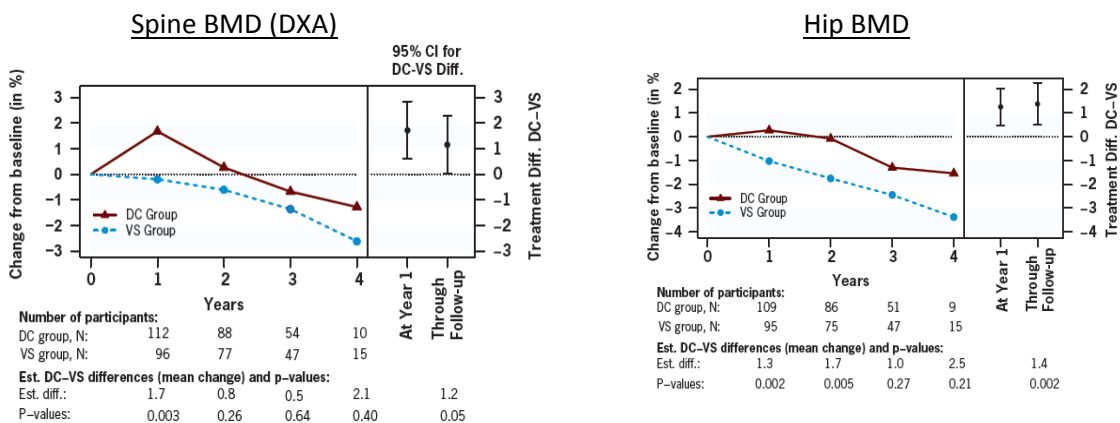 Spine BMD (DXA)
95% CI for
DC-VS Diff.
Change from baseline (in %)
3
2
1
0
-1
-2
-3
DC Group
VS Group
3
2
1
0
-1
-2
-3
Treatment Diff. DC-VS
0 1 2 3 4
Years
At Year 1
Through
Follow-up
Number of participants:
DC group, N: 112 88 54 10
VS group, N: 96 77 47 15
Est. DC-VS differences (mean change) and p-values:
Est. diff.: 1.7 0.8 0.5 2.1 1.2
P-values: 0.003 0.26 0.64 0.40 0.05
Hip BMD
Change from baseline (in %
2
1
0
-1
-2
-3
-4
DC Group
VS Group
2
1
0
-1
-2
-3
-4
Treatment Diff. DC-VS
0 1 2 3 4
Years
At Year 1
Through
Follow-up
Number of participants:
DC group, N: 109 86 51 9
VS group, N: 95 75 47 15
Est. DC-VS differences (mean change) and p-values:
Est. diff.: 1.3 1.7 1.0 2.5 1.4
P-values: 0.002 0.005 0.27 0.21 0.002